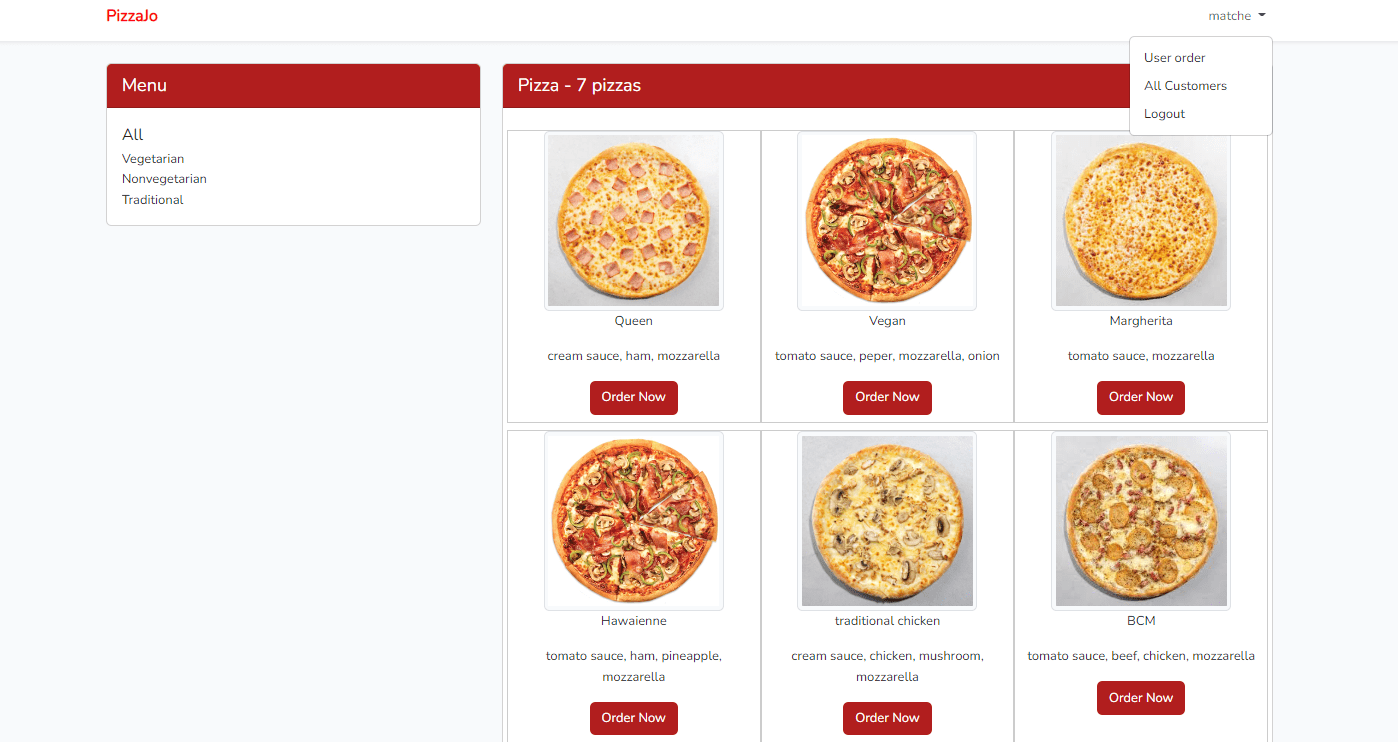 PizzaJo
matche
User order
All Customers
Logout
Menu
All
Vegetarian
Nonvegetarian
Traditional
Pizza - 7 pizzas
Queen
cream sauce, ham, mozzarella
Order Now
Vegan
tomato sauce, peper, mozzarella, onion
Order Now
Margherita
tomato sauce, mozzarella
Order Now
Hawaienne
tomato sauce, ham, pineapple,
mozzarella
Order Now
traditional chicken
cream sauce, chicken, mushroom,
mozzarella
Order Now
BCM
tomato sauce, beef, chicken, mozzarella
Order Now